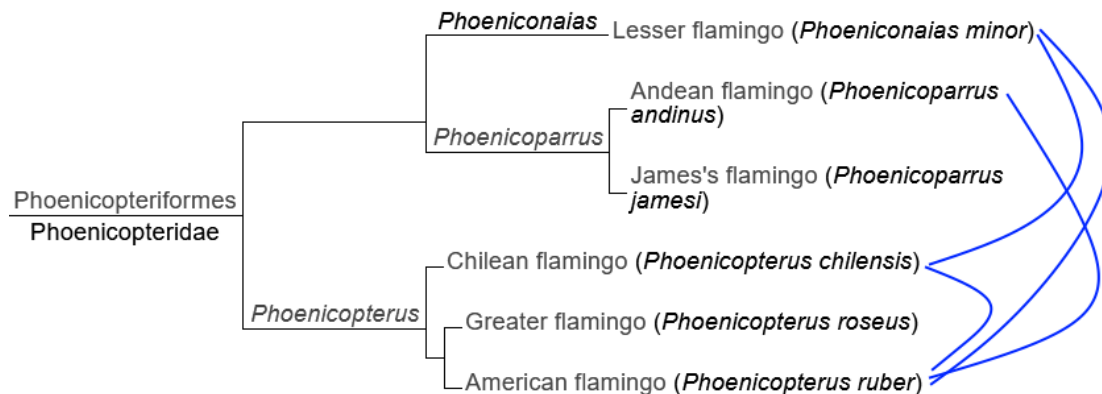 Phoeniconaias
Lesser flamingo (Phoeniconaias minor)
Andean flamingo (Phoenicoparrus
andinus)
Phoenicoparrus
James's flamingo (Phoenicoparrus
jamesi)
Phoenicopteriformes
Phoenicopteridae
Chilean flamingo (Phoenicopterus chilensis)
Phoenicopterus
Greater flamingo (Phoenicopterus roseus)
American flamingo (Phoenicopterus ruber)